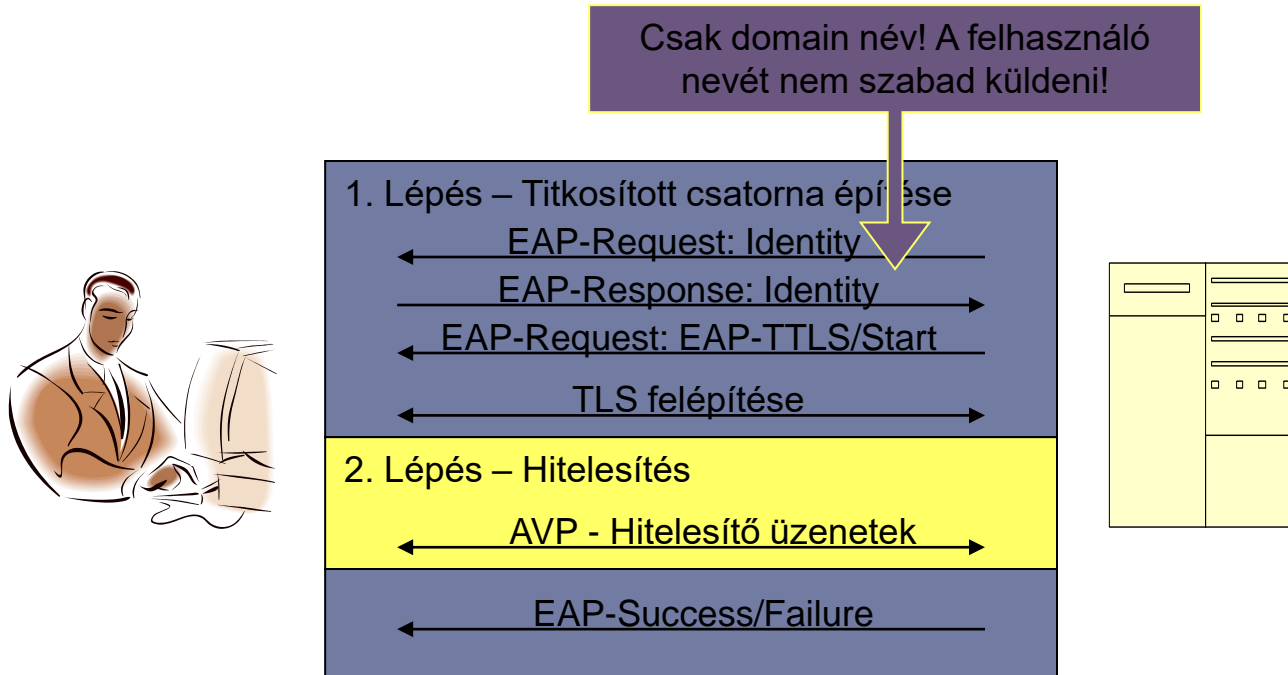 Csak domain név! A felhasználó
nevét nem szabad küldeni!
1. Lépés – Titkosított csatorna építése
EAP-Request: Identity
EAP-Response: Identity
EAP-Request: EAP-TTLS/Start
TLS felépítése
2. Lépés – Hitelesítés
AVP - Hitelesítő üzenetek
EAP-Success/Failure